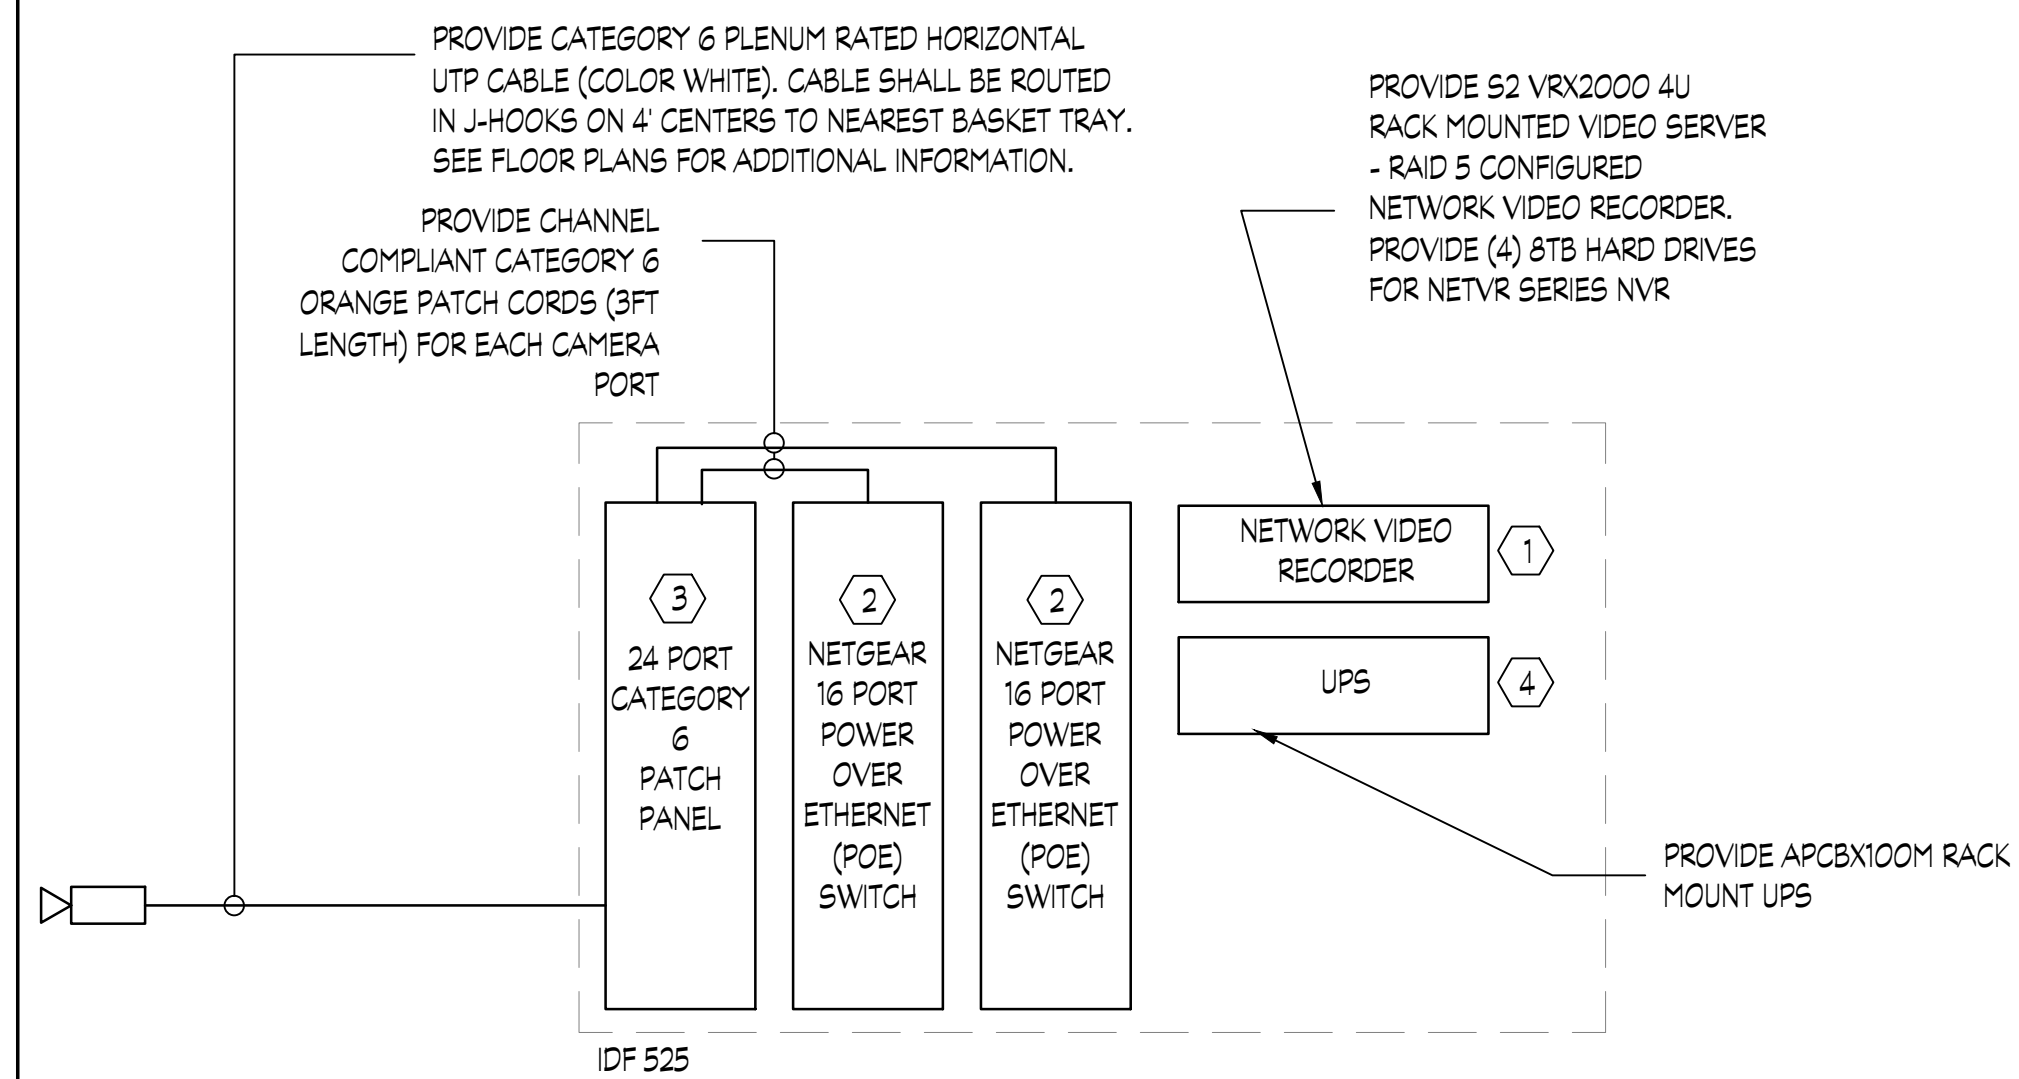 PROVIDE CATEGORY 6 PLENUM RATED HORIZONTAL
UTP CABLE (COLOR WHITE). CABLE SHALL BE ROUTED
IN J-HOOKS ON 4' CENTERS TO NEAREST BASKET TRAY.
SEE FLOOR PLANS FOR ADDITIONAL INFORMATION.
PROVIDE S2 VRX2000 4U
RACK MOUNTED VIDEO SERVER
- RAID 5 CONFIGURED
NETWORK VIDEO RECORDER.
PROVIDE (4) 8TB HARD DRIVES
FOR NETVR SERIES NVR
PROVIDE CHANNEL
COMPLIANT CATEGORY 6
ORANGE PATCH CORDS (3FT
LENGTH) FOR EACH CAMERA
PORT
3
24 PORT
CATEGORY
6
PATCH
PANEL
2
NETGEAR
16 PORT
POWER
OVER
ETHERNET
(POE)
SWITCH
2
NETGEAR
16 PORT
POWER
OVER
ETHERNET
(POE)
SWITCH
NETWORK VIDEO
RECORDER
1
UPS
4
PROVIDE APCBX100M RACK
MOUNT UPS
IDF 525